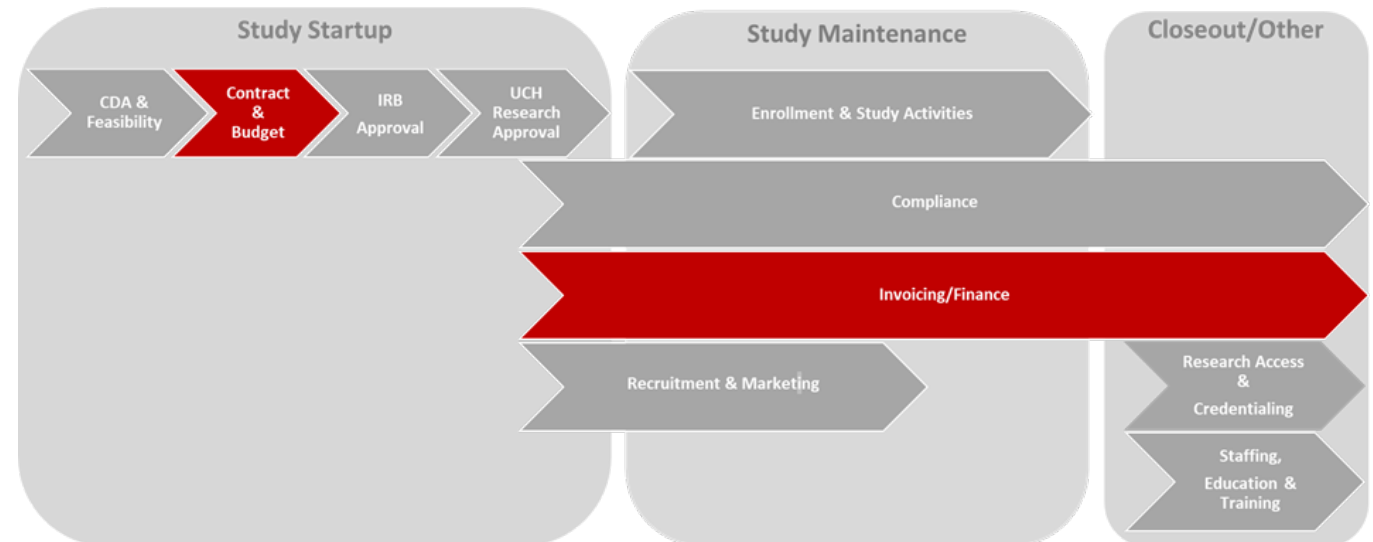 Study Startup
Study Maintenance
Closeout/Other
CDA &
Feasibility
Contract
&
Budget
IRB
Approval
UCH
Research
Approval
Enrollment & Study Activities
Compliance
Invoicing/Finance
Recruitment & Marketing
Research Access
&
Credentialing
Staffing,
Education &
Training